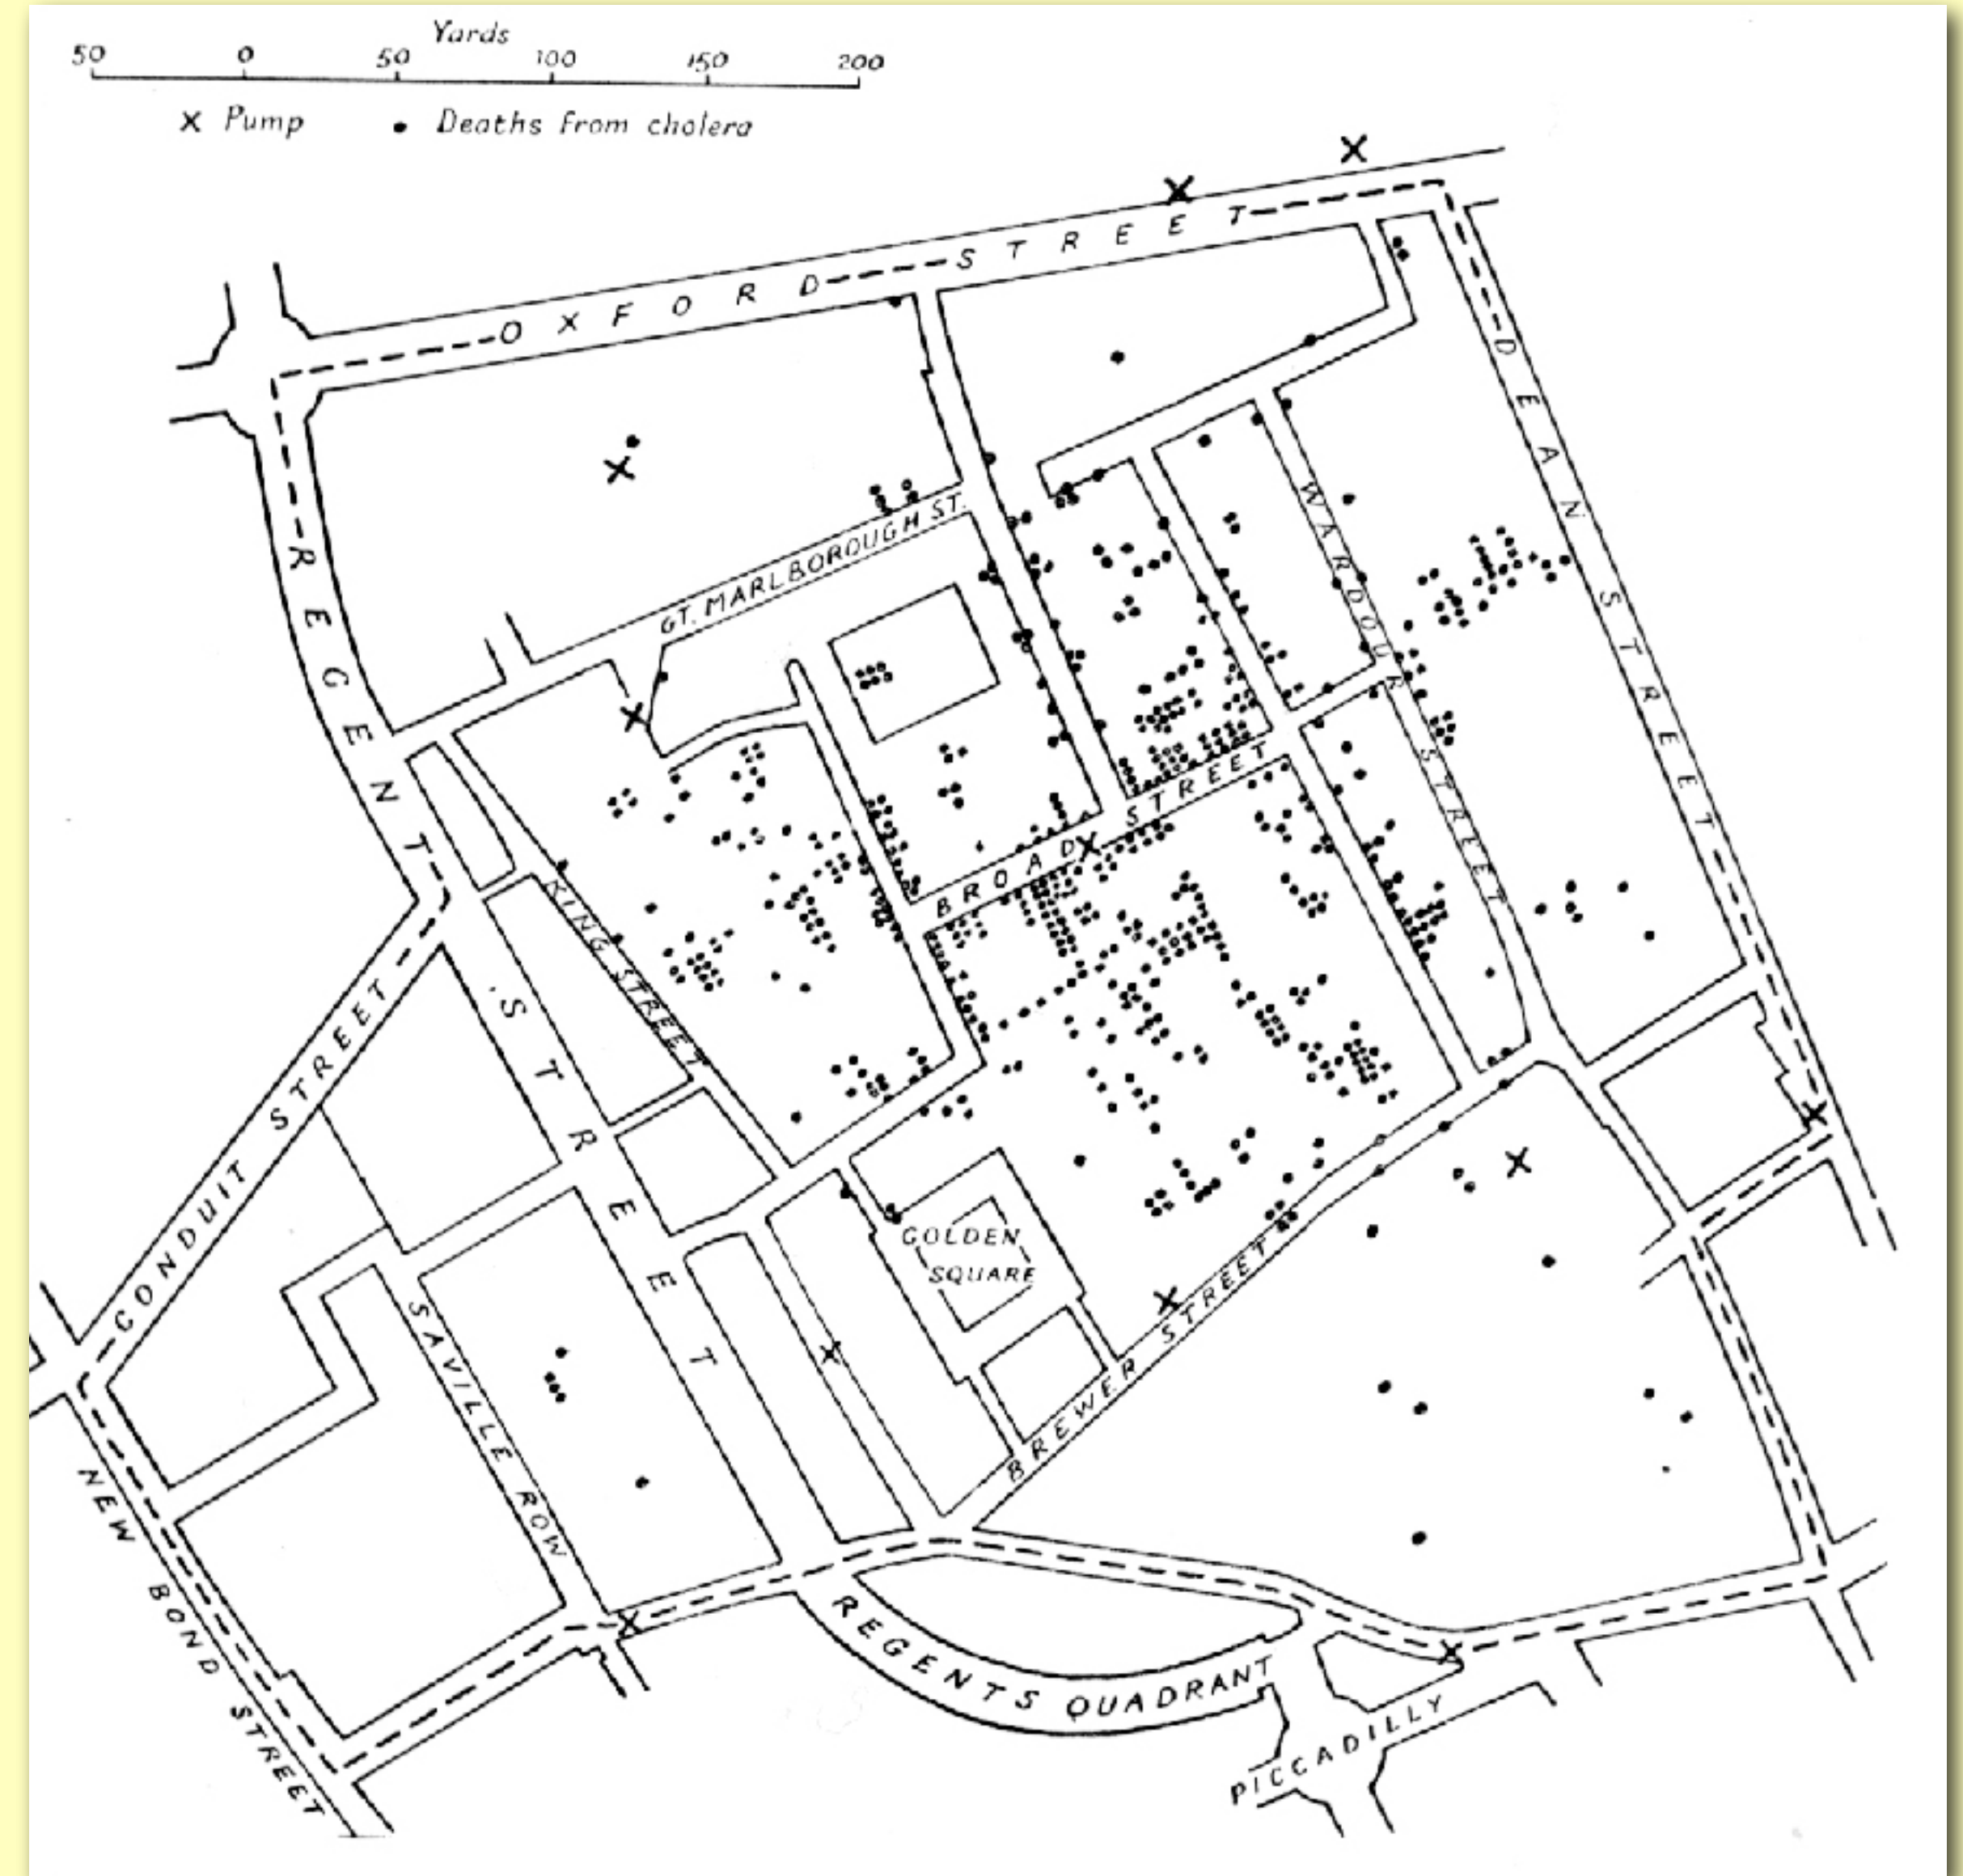 Yards
50 0 50 100 150 200
x Pump • Deaths from cholera
OXFORD STREET
REGENT STREET
DEAN STREET
GT. MARLBOROUGH ST.
WARDOUR STREET
BROAD STREET
KING STREET
CONDUIT STREET
GOLDEN
SQUARE
BREWER STREET
SAVILLE ROW
NEW BOND STREET
REGENTS QUADRANT
PICCADILLY